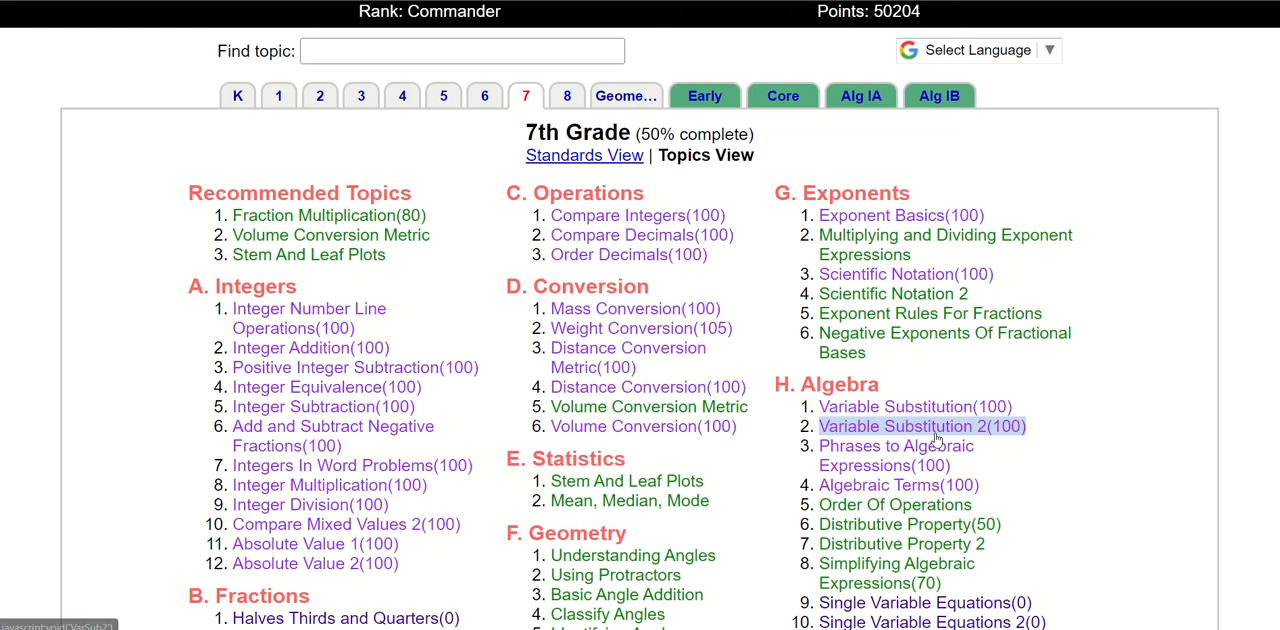 Rank: Commander
Points: 50204
Find topic:
Select Language ▼
K 1 2 3 4 5 6 7 8 Geome... Early Core Alg IA Alg IB
7th Grade (50% complete)
Standards View | Topics View
Recommended Topics
1. Fraction Multiplication(80)
2. Volume Conversion Metric
3. Stem And Leaf Plots
A. Integers
1. Integer Number Line
Operations(100)
2. Integer Addition(100)
3. Positive Integer Subtraction(100)
4. Integer Equivalence(100)
5. Integer Subtraction(100)
6. Add and Subtract Negative
Fractions(100)
7. Integers In Word Problems(100)
8. Integer Multiplication(100)
9. Integer Division(100)
10. Compare Mixed Values 2(100)
11. Absolute Value 1(100)
12. Absolute Value 2(100)
B. Fractions
1. Halves Thirds and Quarters(0)
C. Operations
1. Compare Integers(100)
2. Compare Decimals(100)
3. Order Decimals(100)
D. Conversion
1. Mass Conversion(100)
2. Weight Conversion(105)
3. Distance Conversion
Metric(100)
4. Distance Conversion(100)
5. Volume Conversion Metric
6. Volume Conversion(100)
E. Statistics
1. Stem And Leaf Plots
2. Mean, Median, Mode
F. Geometry
1. Understanding Angles
2. Using Protractors
3. Basic Angle Addition
4. Classify Angles
G. Exponents
1. Exponent Basics(100)
2. Multiplying and Dividing Exponent
Expressions
3. Scientific Notation(100)
4. Scientific Notation 2
5. Exponent Rules For Fractions
6. Negative Exponents Of Fractional
Bases
H. Algebra
1. Variable Substitution(100)
2. Variable Substitution 2(100)
3. Phrases to Algebraic
Expressions(100)
4. Algebraic Terms(100)
5. Order Of Operations
6. Distributive Property(50)
7. Distributive Property 2
8. Simplifying Algebraic
Expressions(70)
9. Single Variable Equations(0)
10. Single Variable Equations 2(0)
javascript:void('VarSub2')